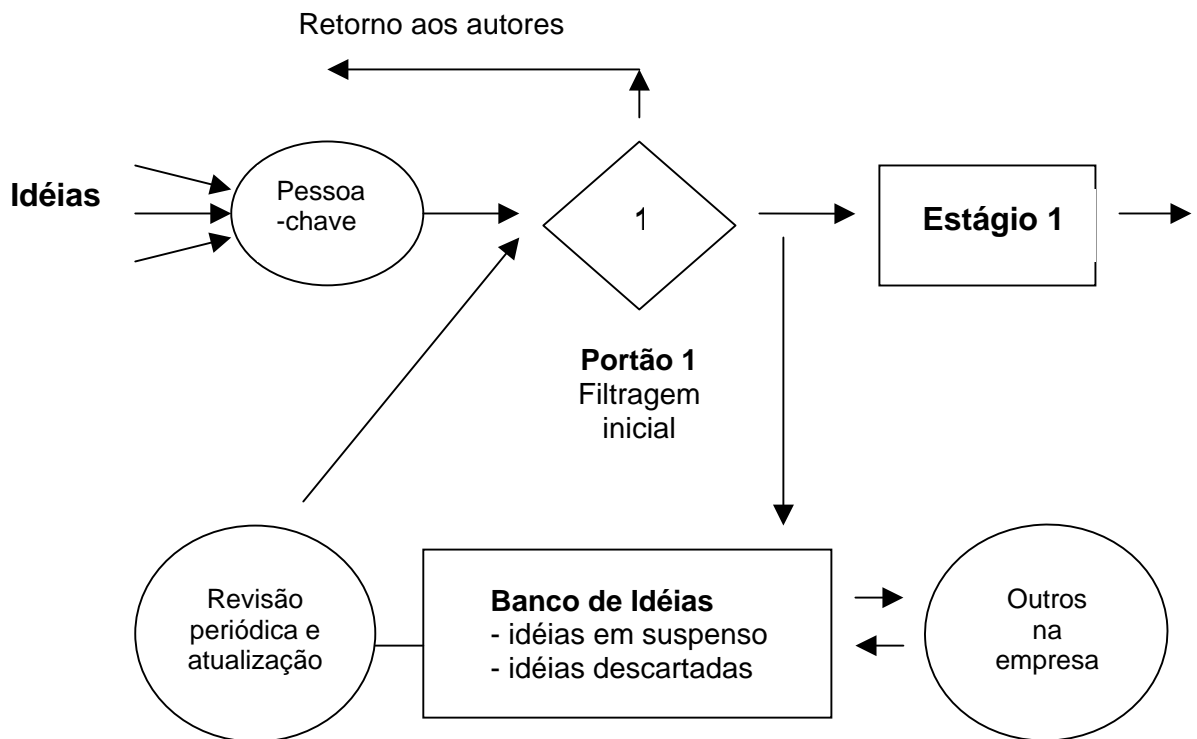 Retorno aos autores
Idéias
Pessoa
-chave
1
Estágio 1
Portão 1
Filtragem
inicial
Revisão
periódica e
atualização
Banco de Idéias
- idéias em suspenso
- idéias descartadas
Outros
na
empresa